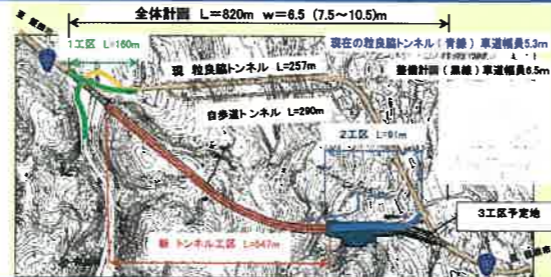 全体計画 L=820m w=6.5 (7.5～10.5)m
1工区 L=160m
現在の粒良脇トンネル(青線)車道幅員5.3m
現 粒良脇トンネル L=257m
整備計画(黒線)車道幅員6.5m
自歩道トンネル L=290m
2工区 L=91m
3工区予定地
新 トンネル工区 L=547m